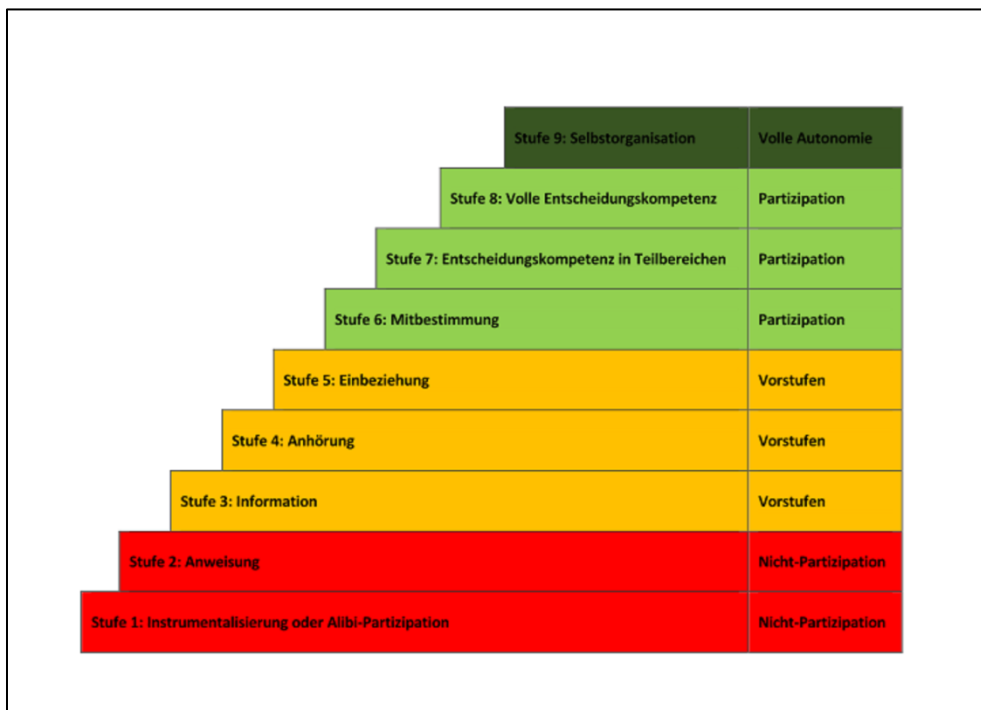 Stufe 9: Selbstorganisation Volle Autonomie
Stufe 8: Volle Entscheidungskompetenz Partizipation
Stufe 7: Entscheidungskompetenz in Teilbereichen Partizipation
Stufe 6: Mitbestimmung Partizipation
Stufe 5: Einbeziehung Vorstufen
Stufe 4: Anhörung Vorstufen
Stufe 3: Information Vorstufen
Stufe 2: Anweisung Nicht-Partizipation
Stufe 1: Instrumentalisierung oder Alibi-Partizipation Nicht-Partizipation